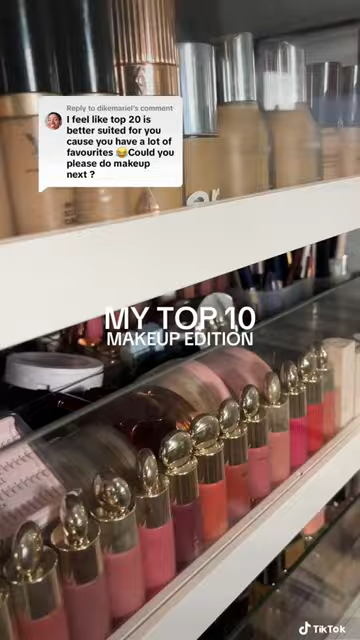 Reply to dikemariel's comment
I feel like top 20 is
better suited for you
cause you have a lot of
favourites 😂Could you
please do makeup
next ?
MY TOP 10
MAKEUP EDITION
TikTok